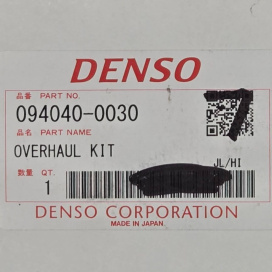 DENSO
品番 PART NO.
094040-0030
品名 PART NAME
OVERHAUL KIT
JL/HI
数量 QT.
1
DENSO CORPORATION
MADE IN JAPAN